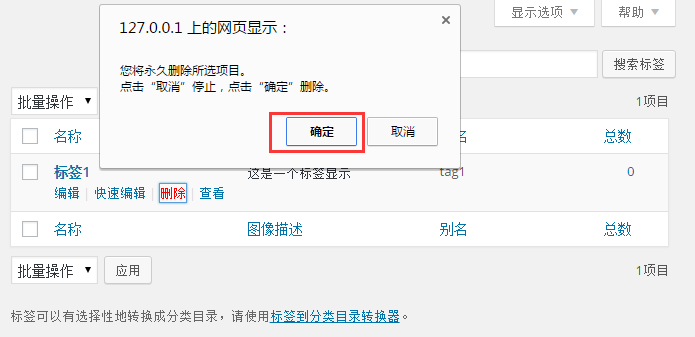 显示选项 ▼ 帮助 ▼
127.0.0.1 上的网页显示：
×
您将永久删除所选项目。
点击“取消”停止，点击“确定”删除。
确定 取消
搜索标签
批量操作 ▼ 1项目
名称 总数
标签1 这是一个标签显示 tag1 0
编辑 | 快速编辑 | 删除 | 查看
名称 图像描述 别名 总数
批量操作 ▼ 应用 1项目
标签可以有选择性地转换成分类目录，请使用标签到分类目录转换器。